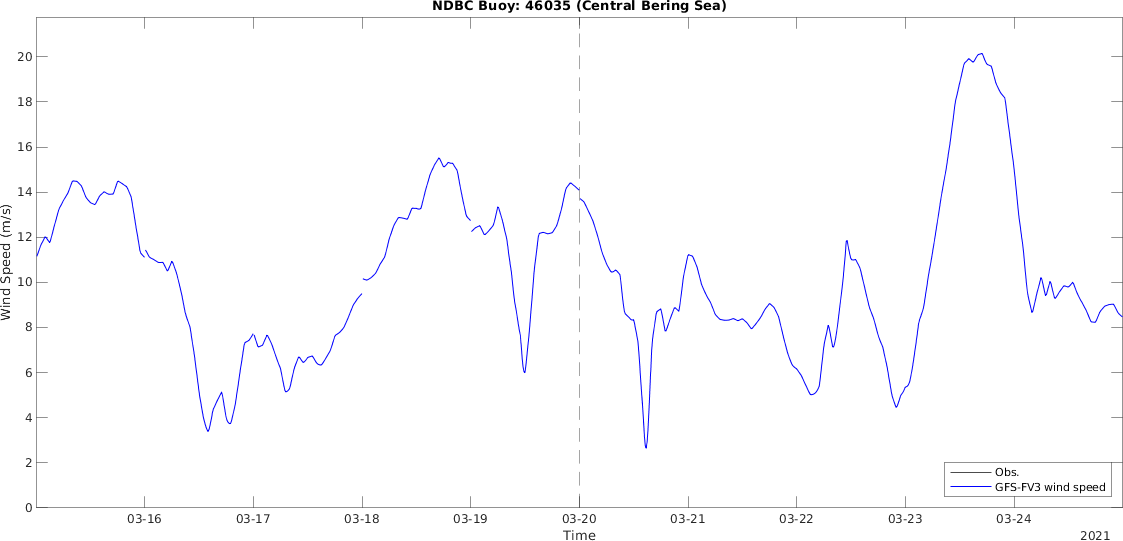 NDBC Buoy: 46035 (Central Bering Sea)
Wind Speed (m/s)
20
18
16
14
12
10
8
6
4
2
0
03-16 03-17 03-18 03-19 03-20 03-21 03-22 03-23 03-24
Time
2021
Obs.
GFS-FV3 wind speed